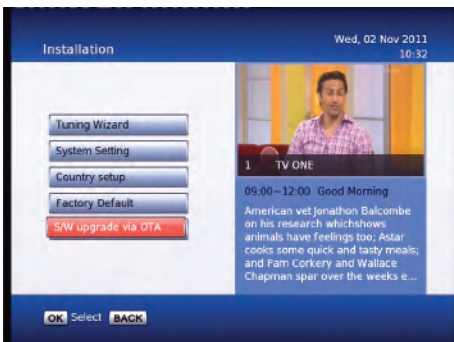 Installation
Wed, 02 Nov 2011
10:32
Tuning Wizard
System Setting
Country setup
Factory Default
S/W upgrade via OTA
1 TV ONE
09:00~12:00 Good Morning
American vet Jonathon Balcombe
on his research whichshows
animals have feelings too; Astar
cooks some quick and tasty meals;
and Pam Corkery and Wallace
Chapman spar over the weeks e...
OK Select BACK